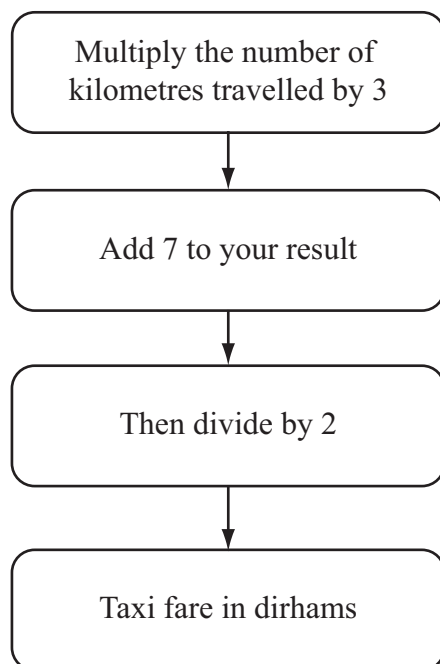 Multiply the number of
kilometres travelled by 3
Add 7 to your result
Then divide by 2
Taxi fare in dirhams